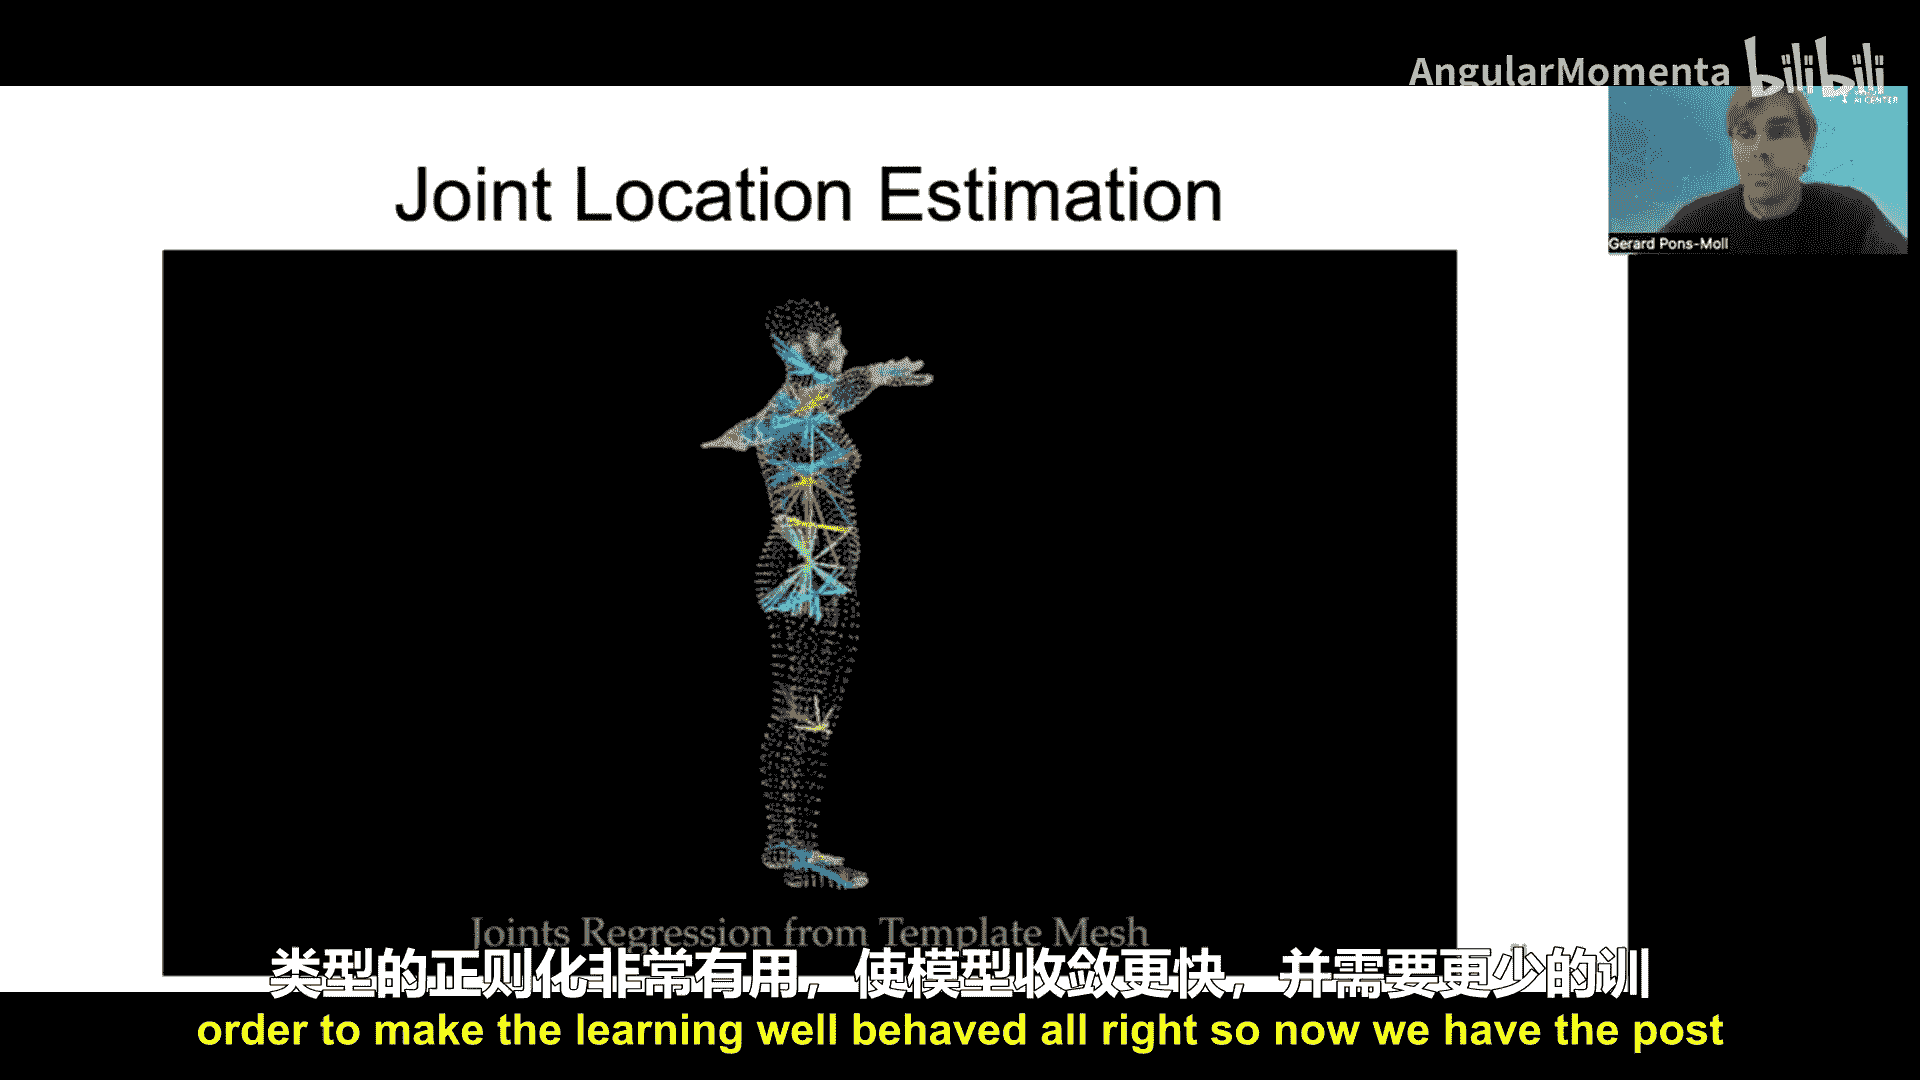 AngularMomenta bilibili
AI CENTER
Gerard Pons-Moll
Joint Location Estimation
Joints Regression from Template Mesh
类型的正则化非常有用，使模型收敛更快，并需要更少的训
order to make the learning well behaved all right so now we have the post